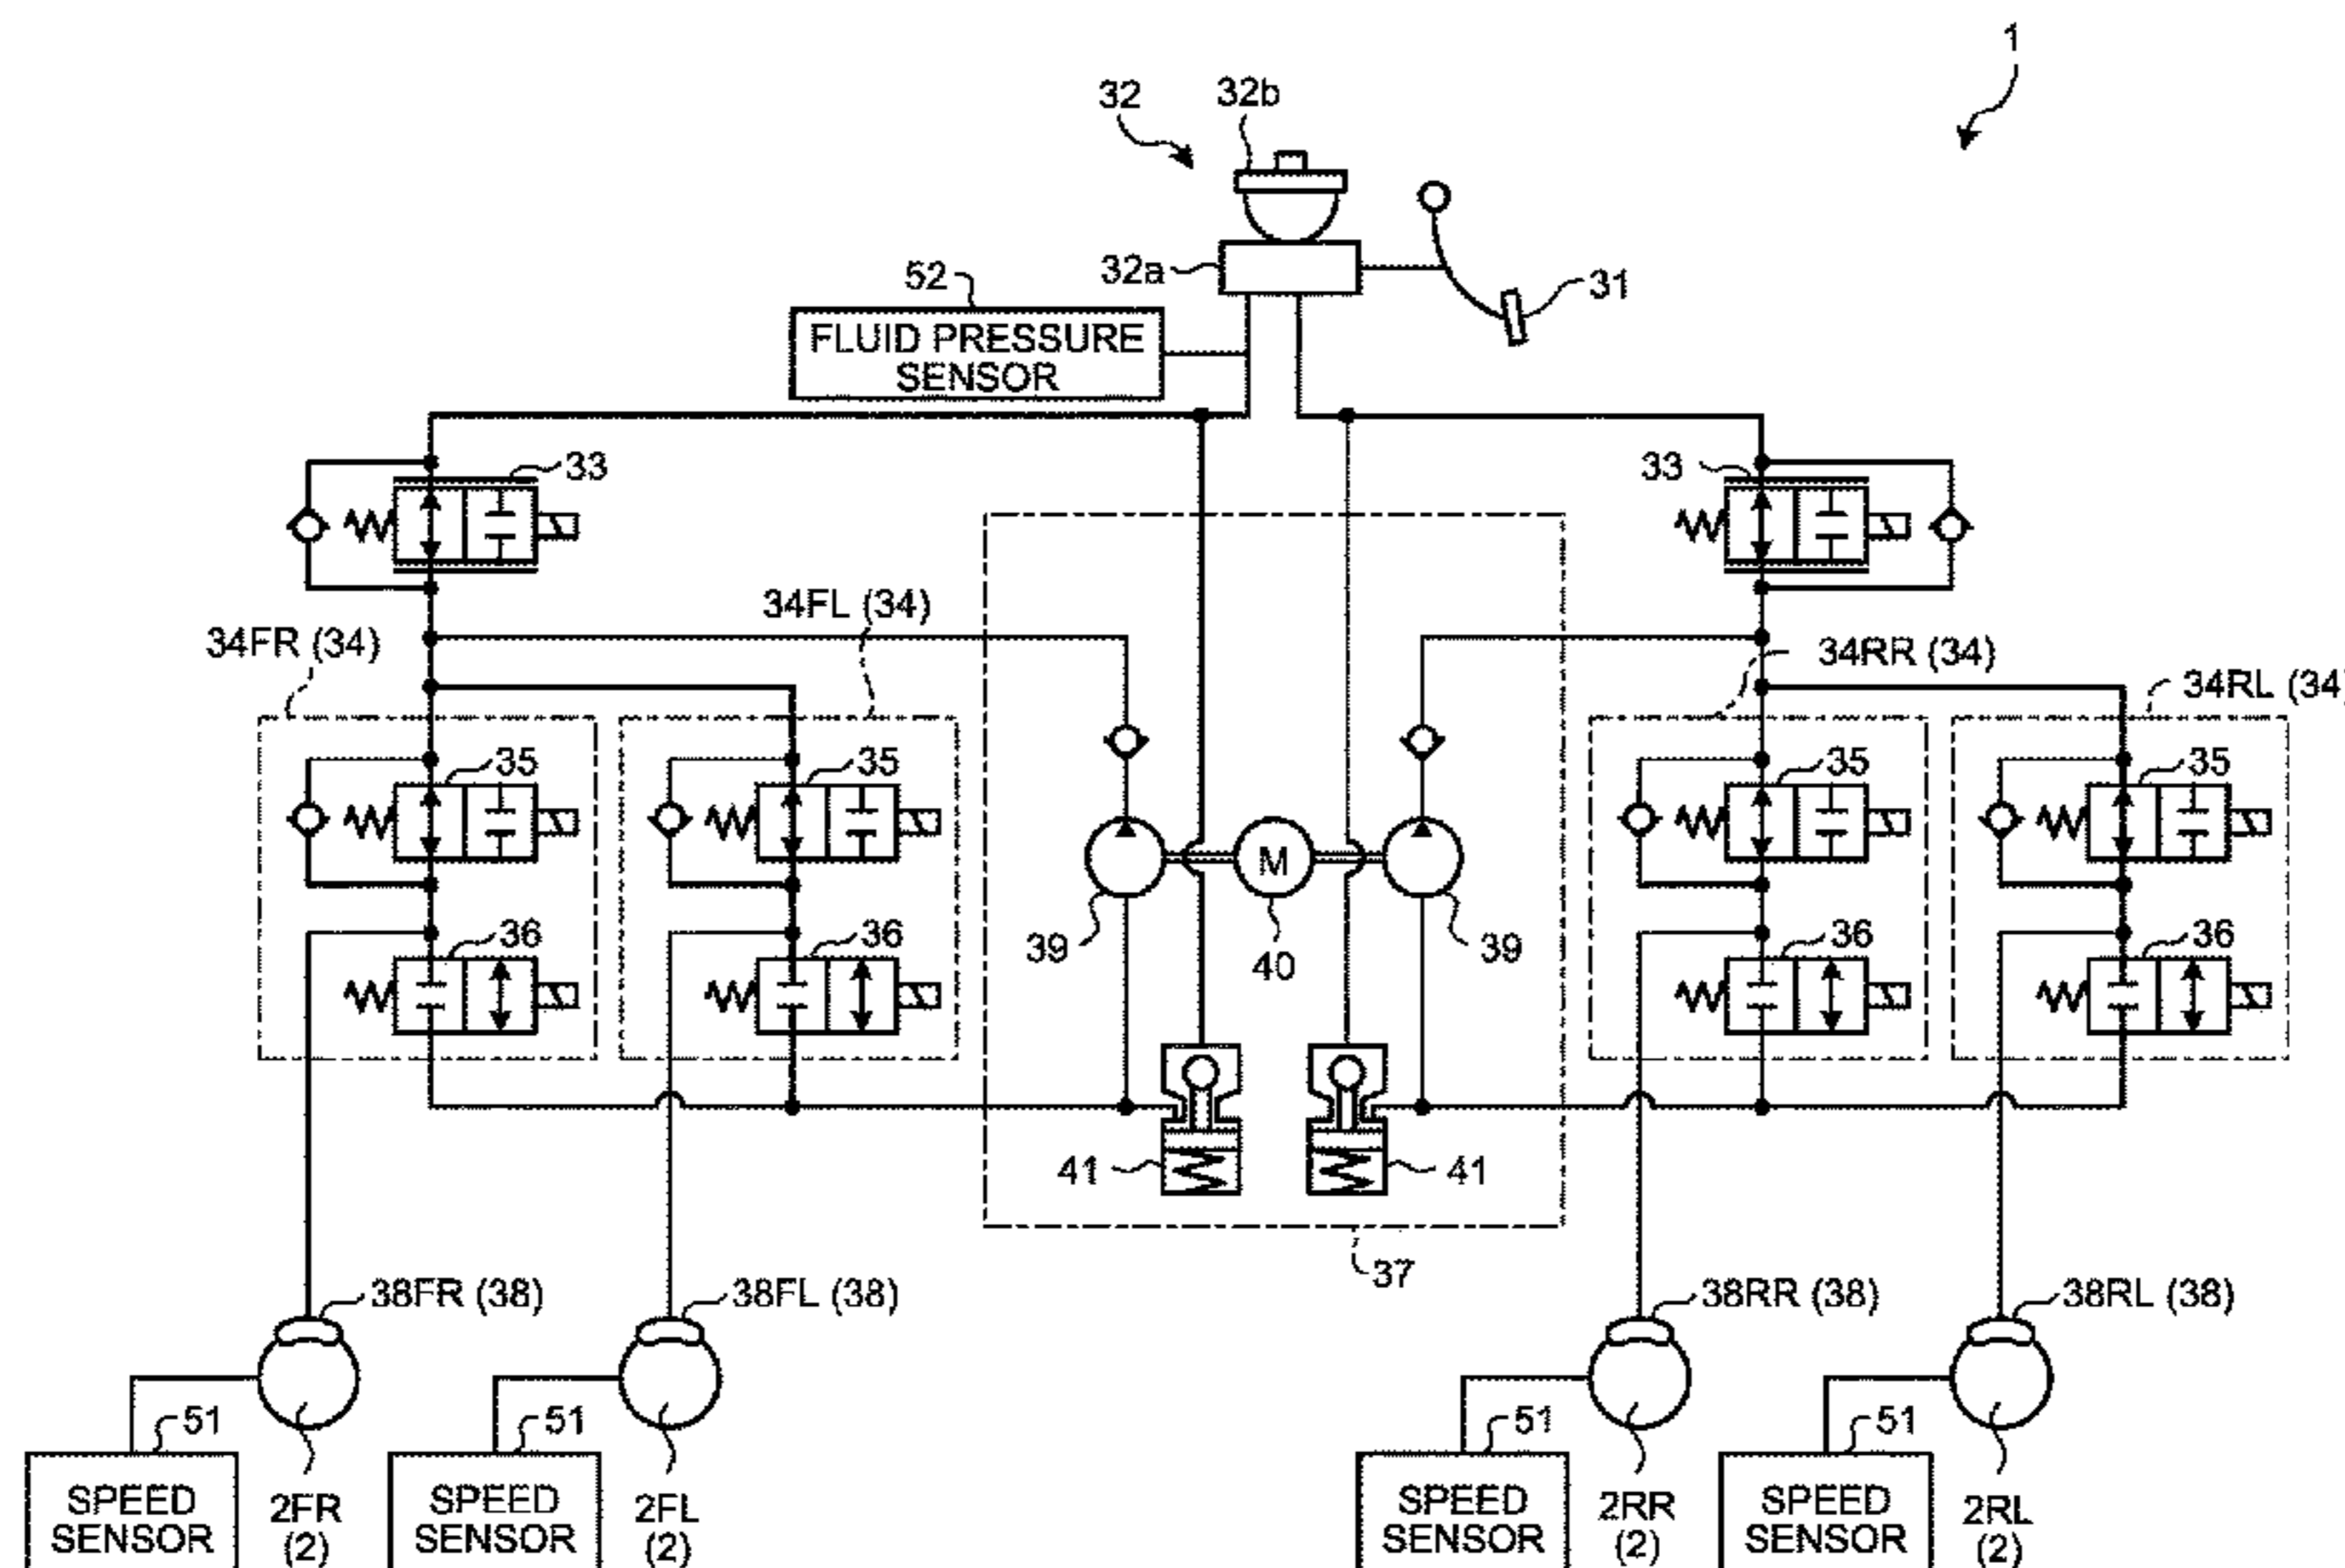 1
32
32b
32a
31
52
FLUID PRESSURE
SENSOR
33
33
34FR (34)
34FL (34)
34RR (34)
34RL (34
35
35
35
35
36
36
36
36
39
M
40
39
41
41
37
38FR (38)
38FL (38)
38RR (38)
38RL (38)
51
51
51
51
SPEED
SENSOR
2FR
(2)
SPEED
SENSOR
2FL
(2)
SPEED
SENSOR
2RR
(2)
SPEED
SENSOR
2RL
(2)